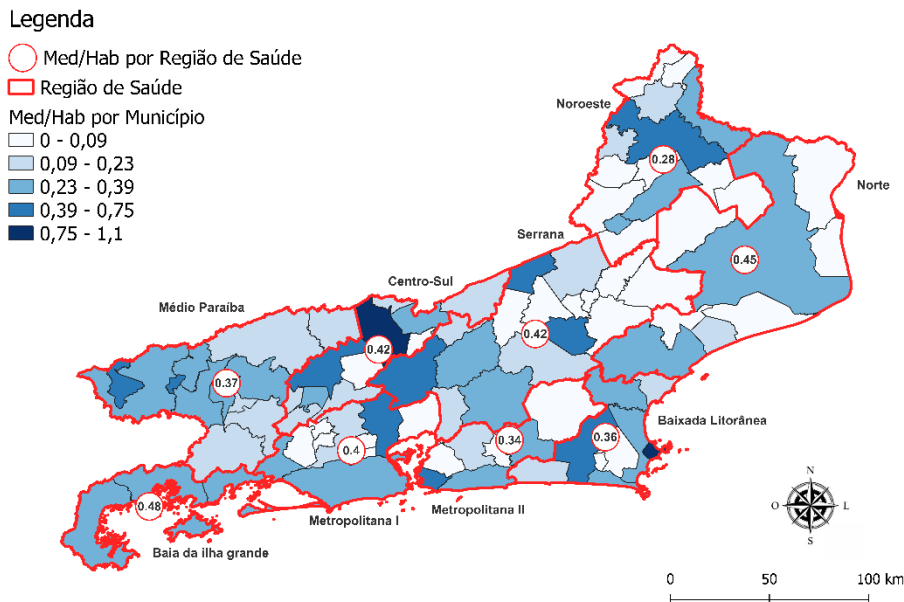 Legenda
Med/Hab por Região de Saúde
Região de Saúde
Med/Hab por Município
0 - 0,09
0,09 - 0,23
0,23 - 0,39
0,39 - 0,75
0,75 - 1,1
Noroeste
0.28
Norte
Serrana
0.45
Centro-Sul
Médio Paraíba
0.42
0.42
0.37
Baixada Litorânea
0.34
0.36
0.4
N
O
L
S
0.48
Metropolitana I
Metropolitana II
Baia da ilha grande
0
50
100 km